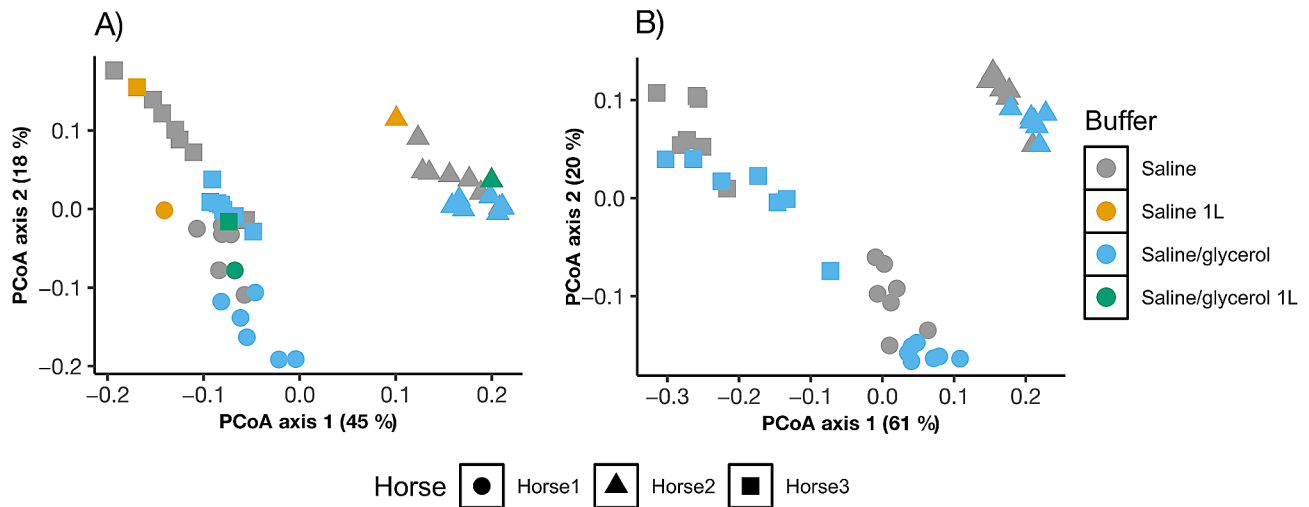 A)
B)
0.1
0.0
−0.1
−0.2
PCoA axis 2 (18 %)
−0.2
−0.1
0.0
0.1
0.2
PCoA axis 1 (45 %)
0.1
0.0
−0.1
PCoA axis 2 (20 %)
−0.3
−0.2
−0.1
0.0
0.1
0.2
PCoA axis 1 (61 %)
Buffer
Saline
Saline 1L
Saline/glycerol
Saline/glycerol 1L
Horse
Horse1
Horse2
Horse3